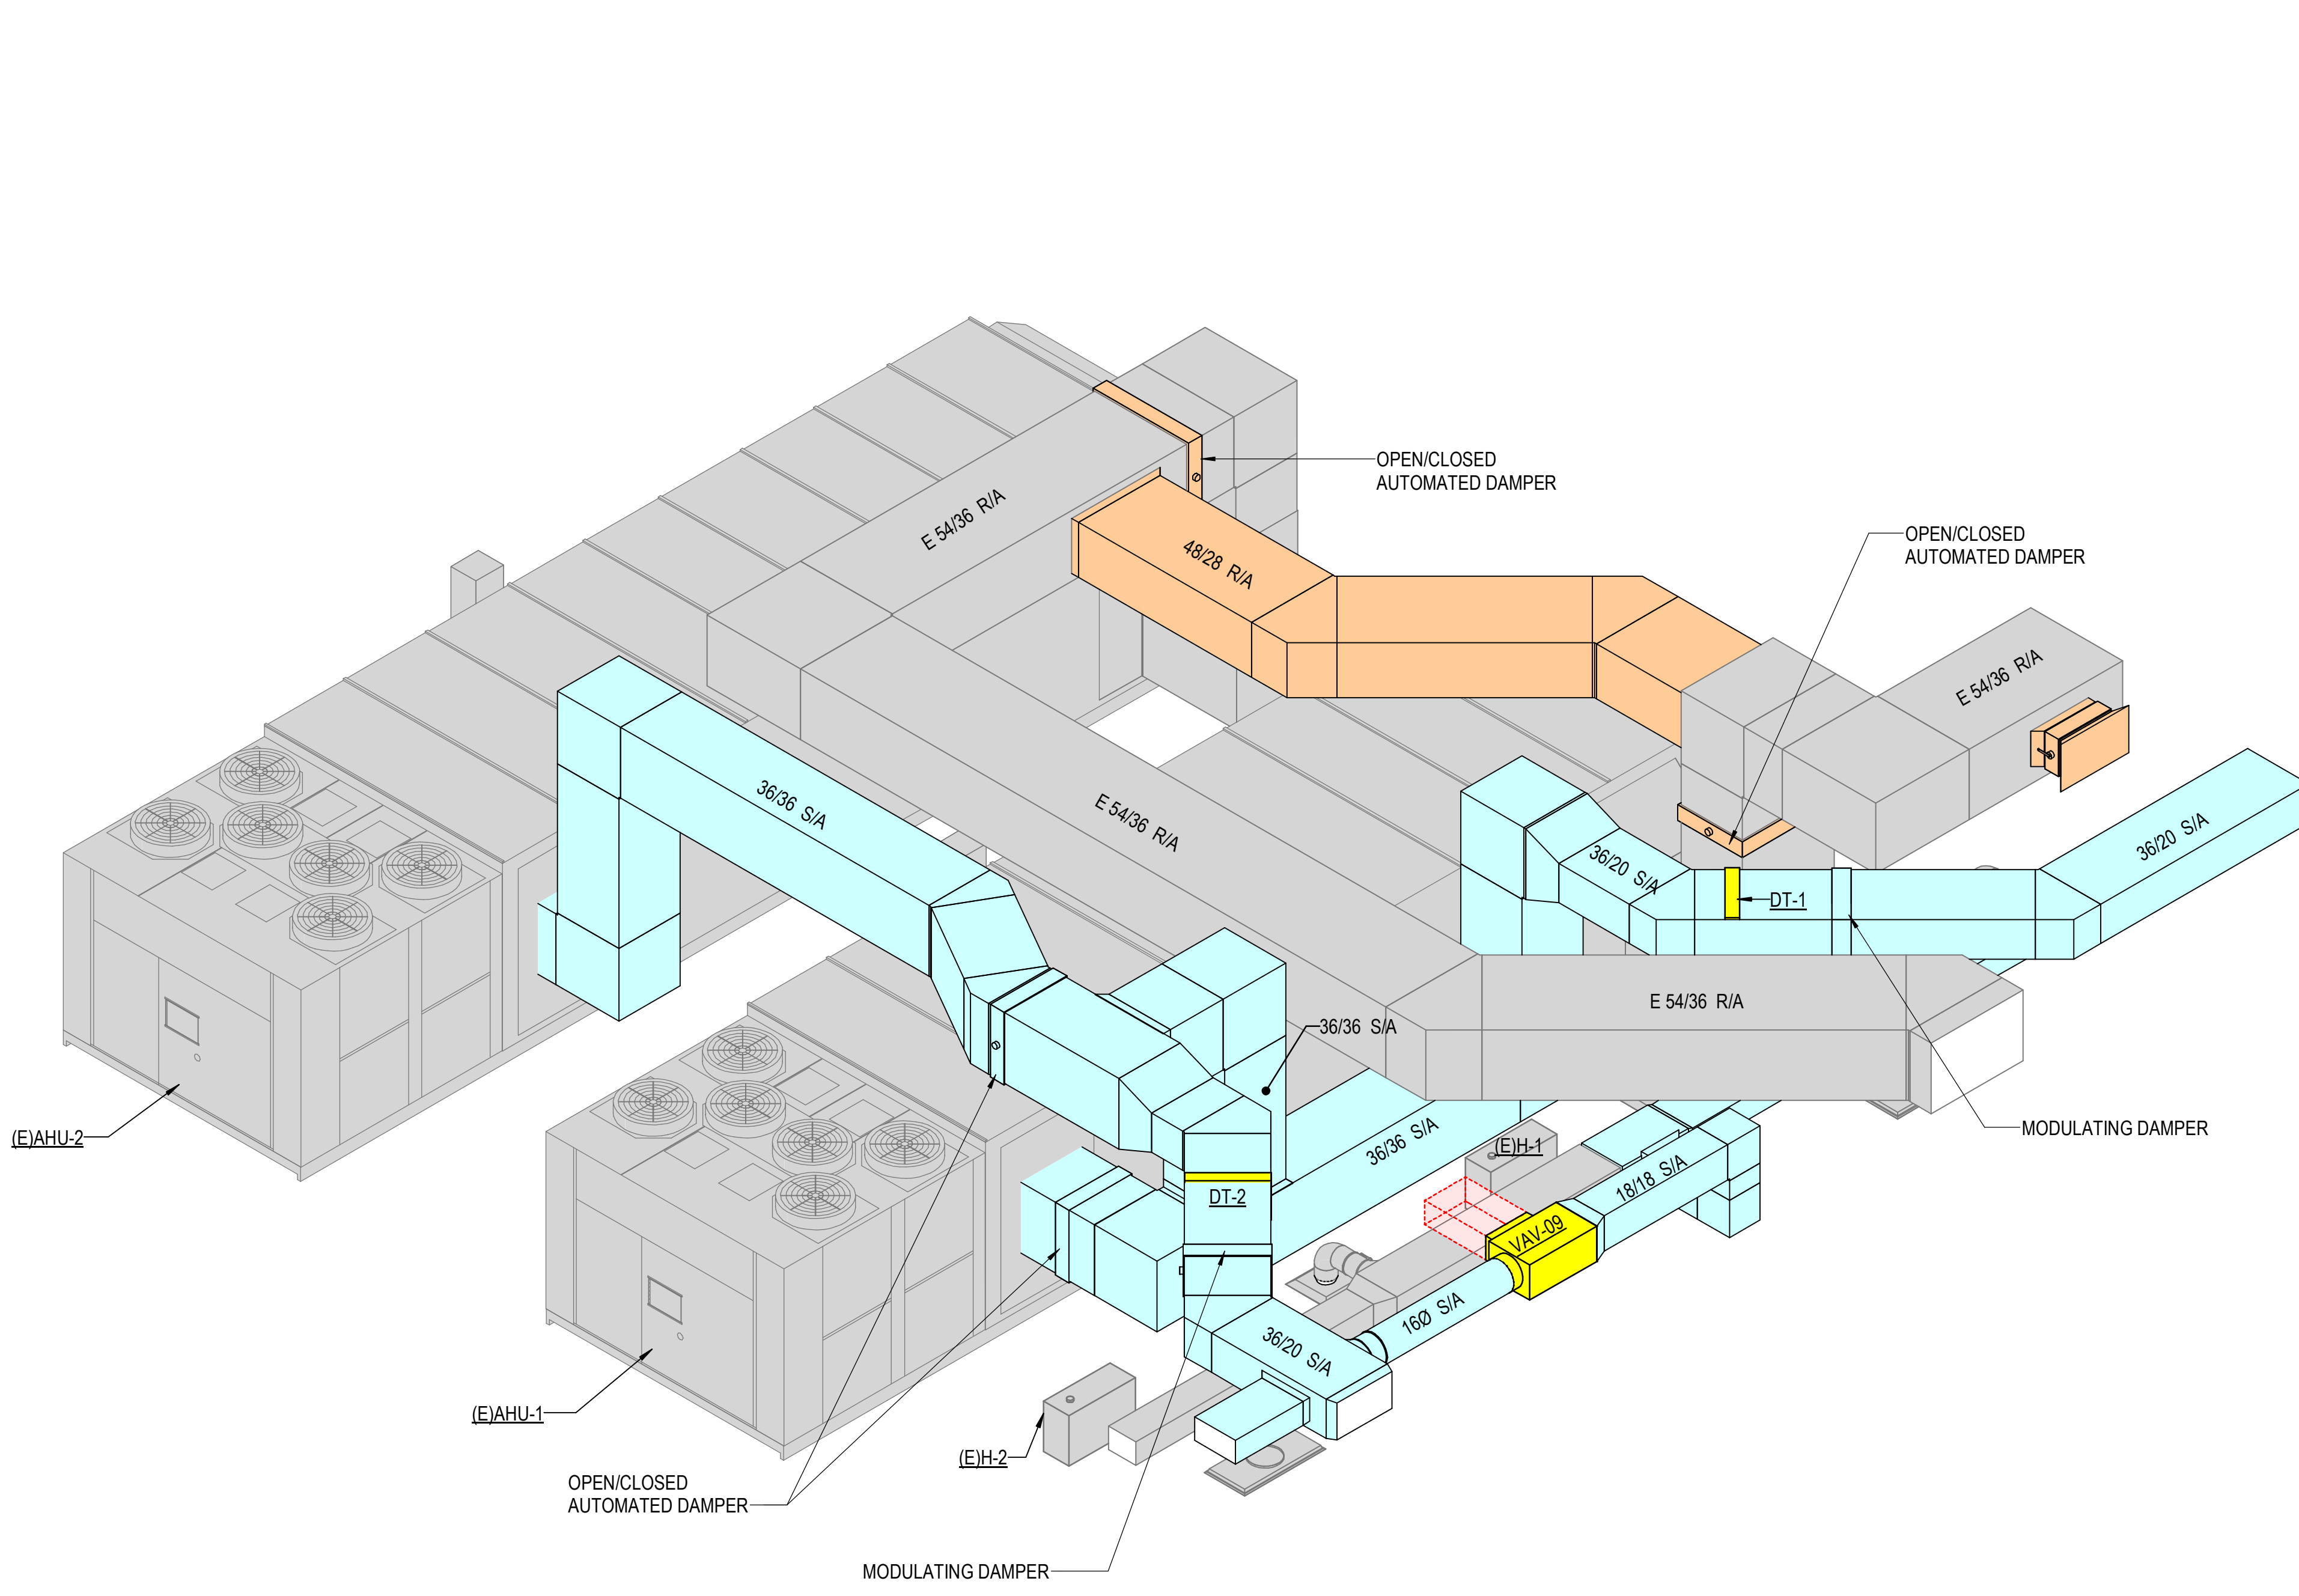 OPEN/CLOSED
AUTOMATED DAMPER
E 54/36 R/A
48/28 R/A
OPEN/CLOSED
AUTOMATED DAMPER
E 54/36 R/A
36/36 S/A
E 54/36 R/A
36/20 S/A
36/20 S/A
DT-1
E 54/36 R/A
36/36 S/A
MODULATING DAMPER
(E)AHU-2
36/36 S/A
(E)H-1
18/18 S/A
DT-2
VAV-09
16Ø S/A
36/20 S/A
(E)AHU-1
(E)H-2
OPEN/CLOSED
AUTOMATED DAMPER
MODULATING DAMPER